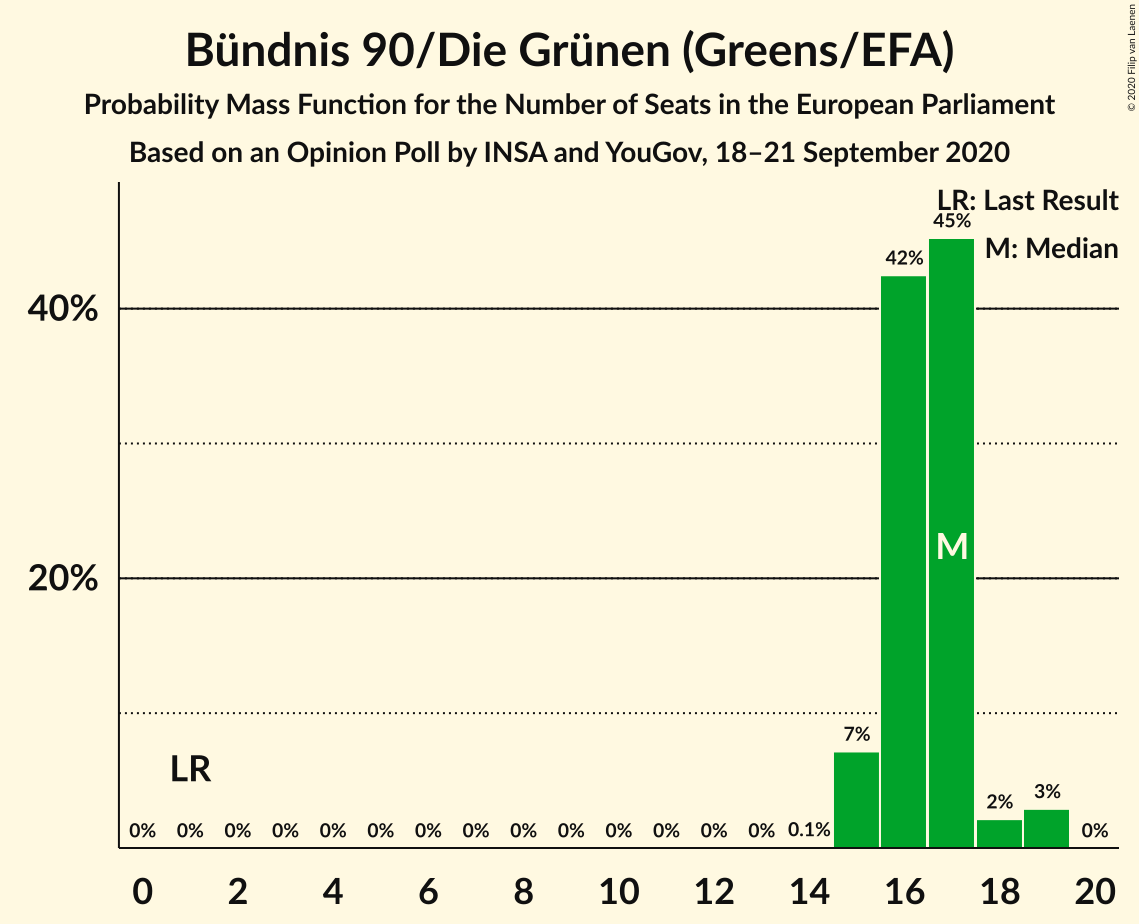 Bündnis 90/Die Grünen (Greens/EFA)
Probability Mass Function for the Number of Seats in the European Parliament
Based on an Opinion Poll by INSA and YouGov, 18–21 September 2020
© 2020 Filip van Laenen
LR: Last Result
M: Median
45%
42%
40%
M
20%
7%
LR
3%
2%
0% 0% 0% 0% 0% 0% 0% 0% 0% 0% 0% 0% 0% 0% 0.1% 0%
0 2 4 6 8 10 12 14 16 18 20